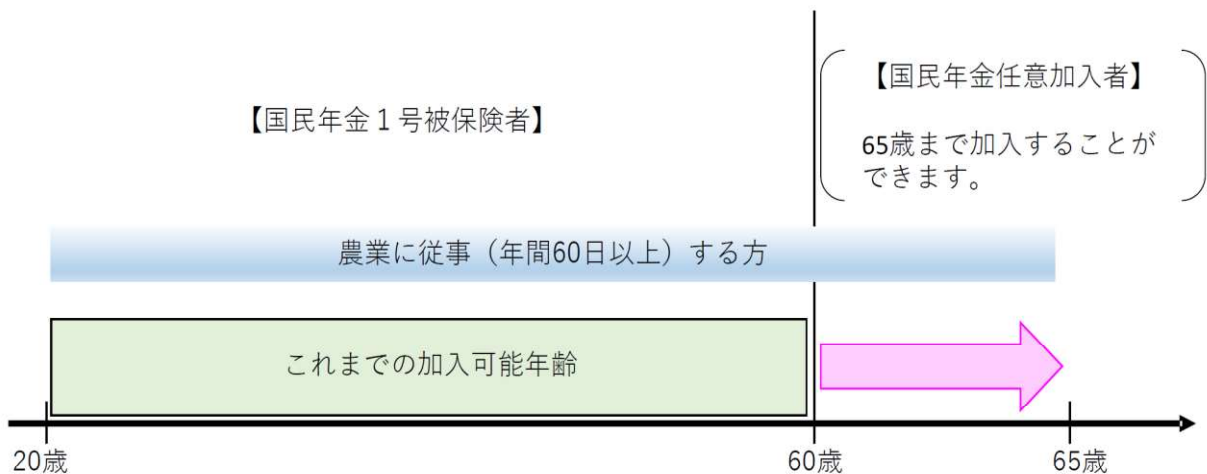 【国民年金１号被保険者】
【国民年金任意加入者】
65歳まで加入することが
できます。
農業に従事（年間60日以上）する方
これまでの加入可能年齢
20歳
60歳
65歳